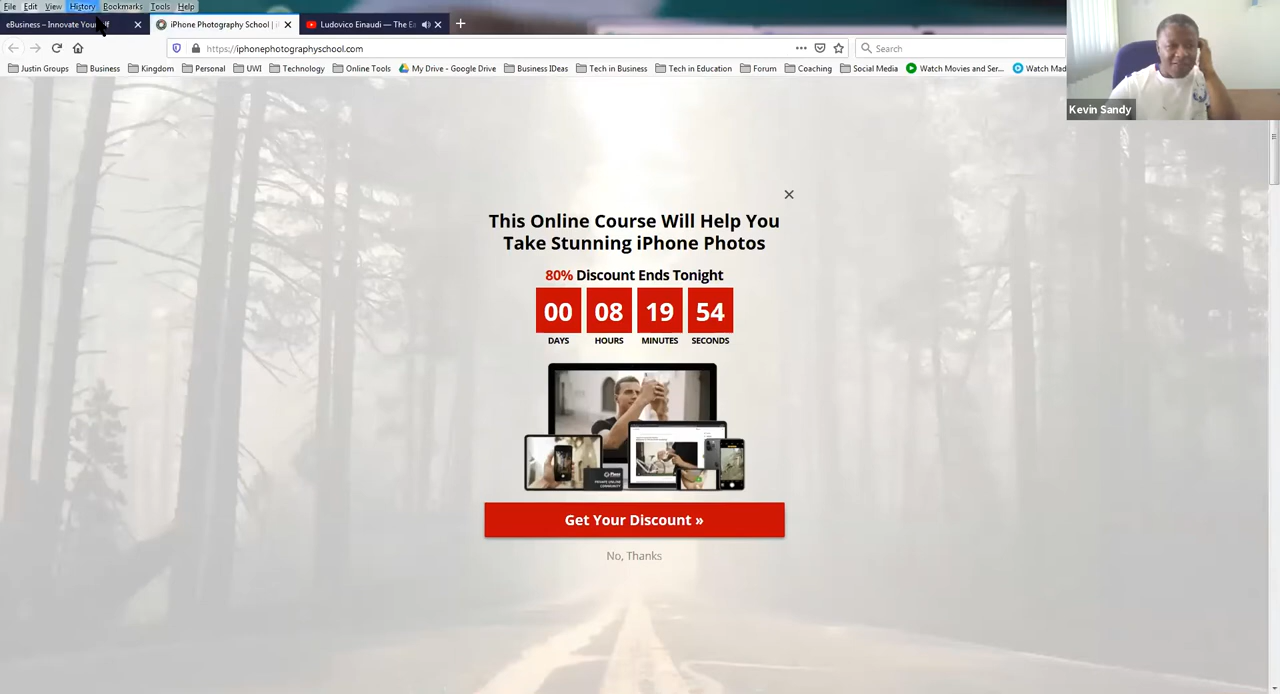 File Edit View History Bookmarks Tools Help
eBusiness – Innovate Yourself
iPhone Photography School | i
Ludovico Einaudi — The Ea
https://iphonephotographyschool.com
Search
Justin Groups Business Kingdom Personal UWI Technology Online Tools My Drive - Google Drive Business IDeas Tech in Business Tech in Education Forum Coaching Social Media Watch Movies and Ser... Watch Mad
Kevin Sandy
This Online Course Will Help You
Take Stunning iPhone Photos
80% Discount Ends Tonight
00 08 19 54
DAYS HOURS MINUTES SECONDS
Get Your Discount »
No, Thanks